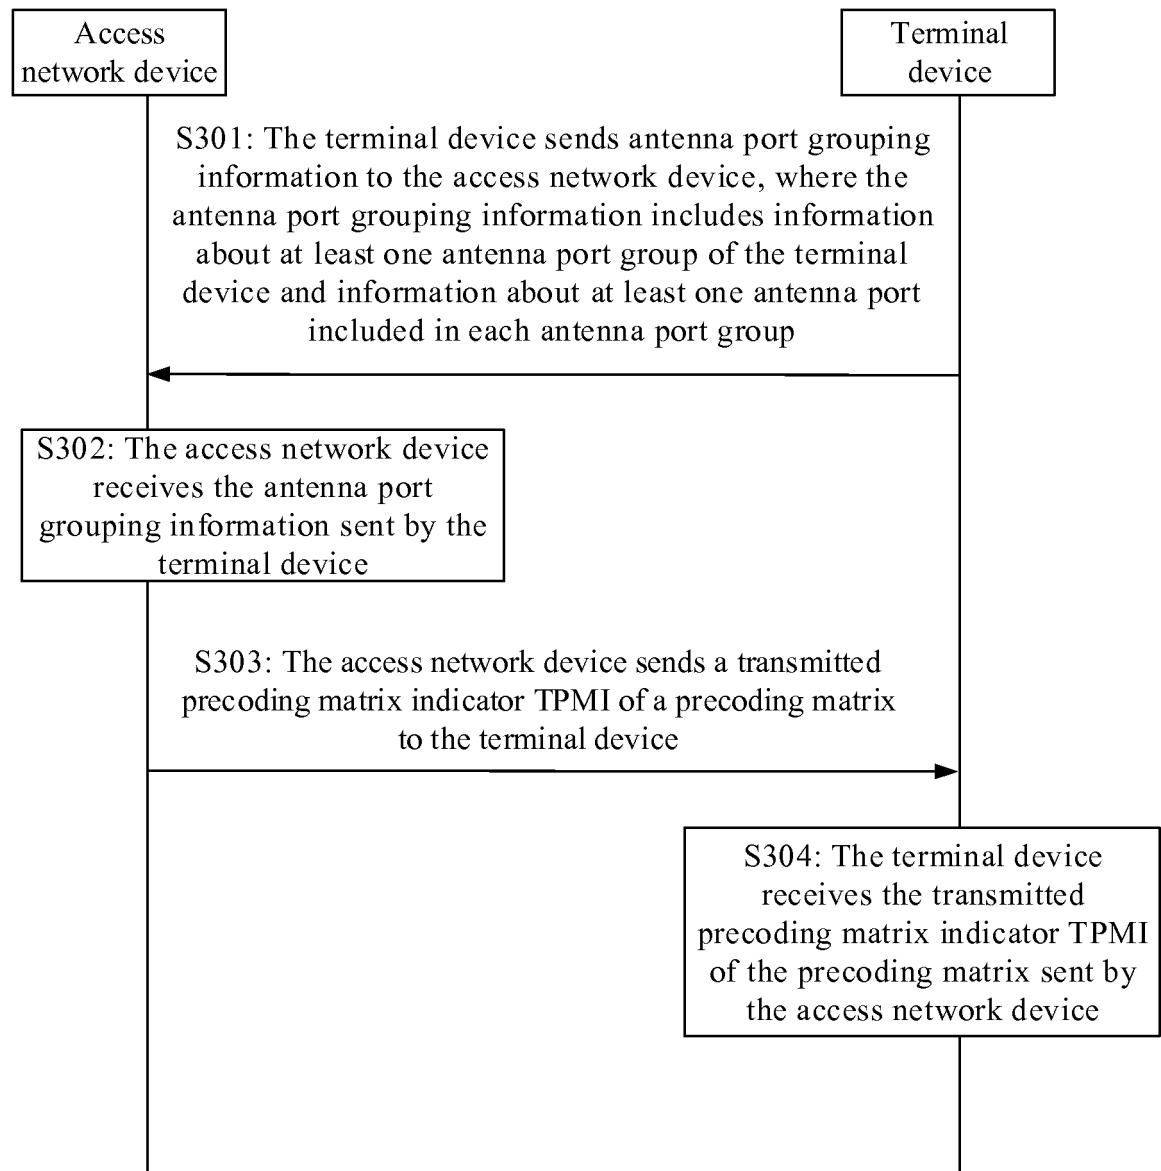 Access
network device
Terminal
device
S301: The terminal device sends antenna port grouping
information to the access network device, where the
antenna port grouping information includes information
about at least one antenna port group of the terminal
device and information about at least one antenna port
included in each antenna port group
S302: The access network device
receives the antenna port
grouping information sent by the
terminal device
S303: The access network device sends a transmitted
precoding matrix indicator TPMI of a precoding matrix
to the terminal device
S304: The terminal device
receives the transmitted
precoding matrix indicator TPMI
of the precoding matrix sent by
the access network device